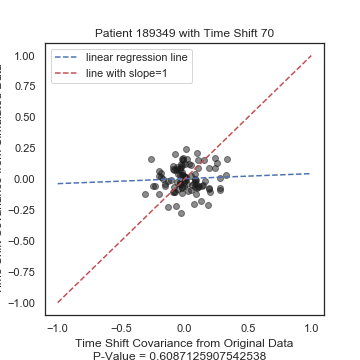 Patient 189349 with Time Shift 70
linear regression line
line with slope=1
1.00
0.75
0.50
0.25
0.00
−0.25
−0.50
−0.75
−1.00
−1.0
−0.5
0.0
0.5
1.0
Time Shift Covariance from Original Data
P-Value = 0.6087125907542538